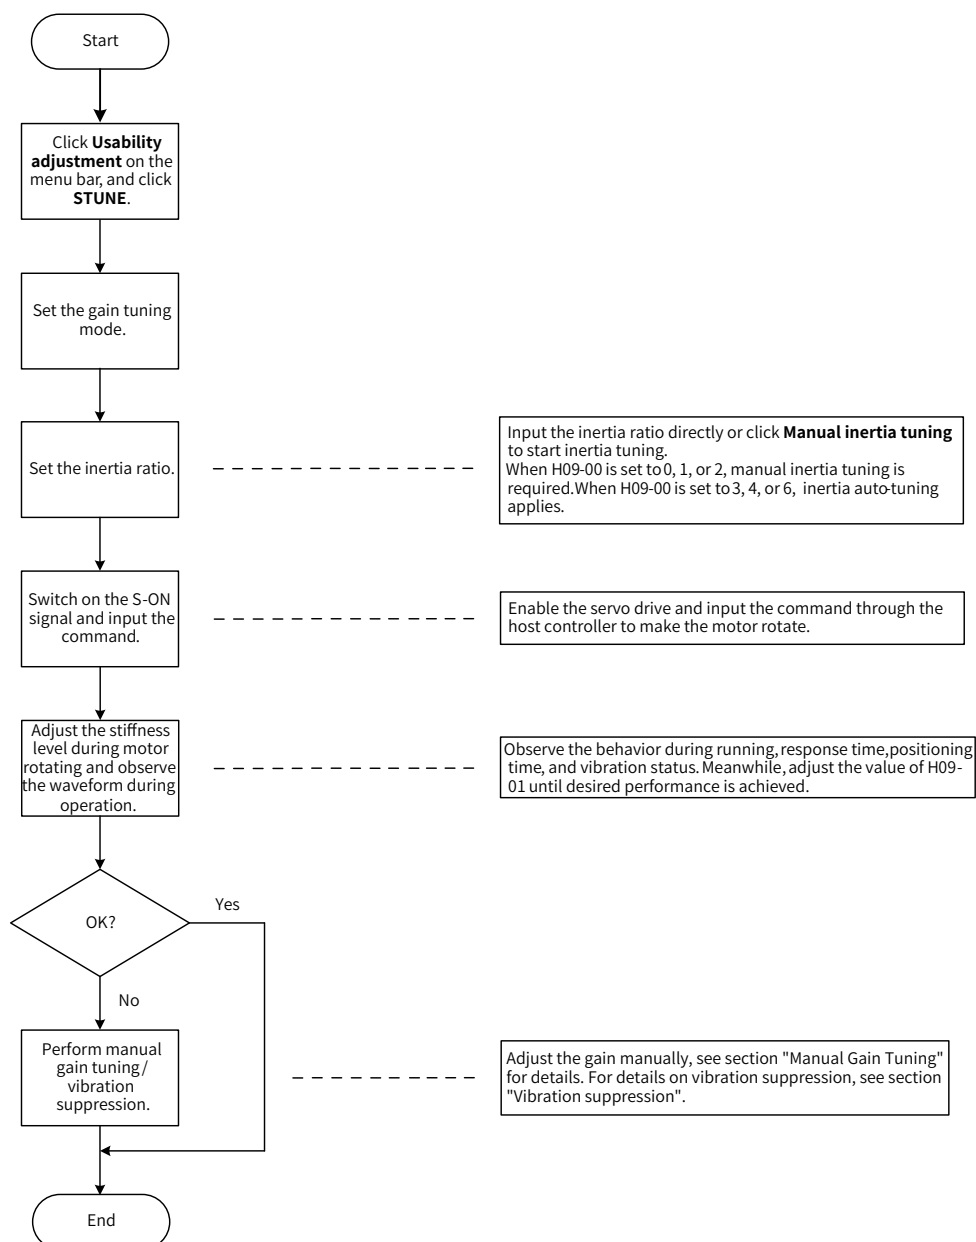 Start
Click Usability
adjustment on the
menu bar, and click
STUNE.
Set the gain tuning
mode.
Set the inertia ratio.
Input the inertia ratio directly or click Manual inertia tuning
to start inertia tuning.
When H09-00 is set to 0, 1, or 2, manual inertia tuning is
required.When H09-00 is set to 3, 4, or 6, inertia auto-tuning
applies.
Switch on the S-ON
signal and input the
command.
Enable the servo drive and input the command through the
host controller to make the motor rotate.
Adjust the stiffness
level during motor
rotating and observe
the waveform during
operation.
Observe the behavior during running, response time,positioning
time, and vibration status. Meanwhile, adjust the value of H09-
01 until desired performance is achieved.
OK?
Yes
No
Perform manual
gain tuning/
vibration
suppression.
Adjust the gain manually, see section "Manual Gain Tuning"
for details. For details on vibration suppression, see section
"Vibration suppression".
End